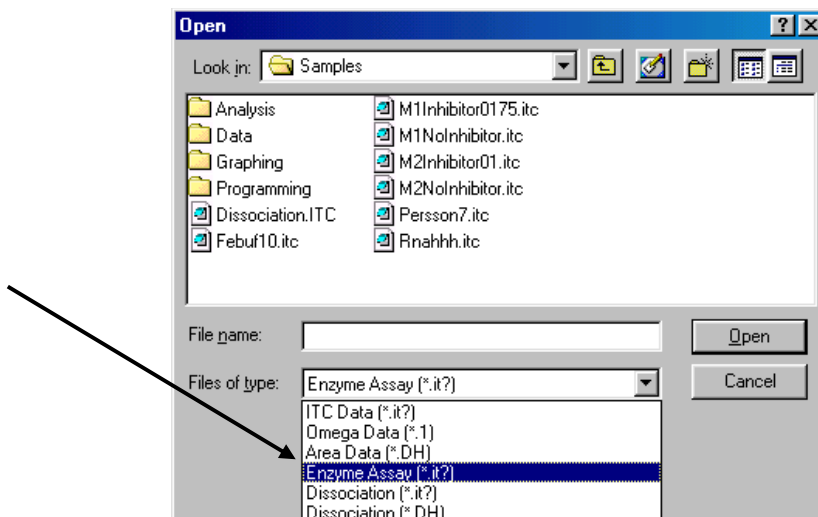 Open
Look in: Samples
Analysis
Data
Graphing
Programming
Dissociation.ITC
Febuf10.itc
M1Inhibitor0175.itc
M1NoInhibitor.itc
M2Inhibitor01.itc
M2NoInhibitor.itc
Persson7.itc
Rnahhh.itc
File name:
Open
Files of type: Enzyme Assay (*.it?)
Cancel
ITC Data (*.it?)
Omega Data (*.1)
Area Data (*.DH)
Enzyme Assay (*.it?)
Dissociation (*.it?)
Dissociation (*.DH)